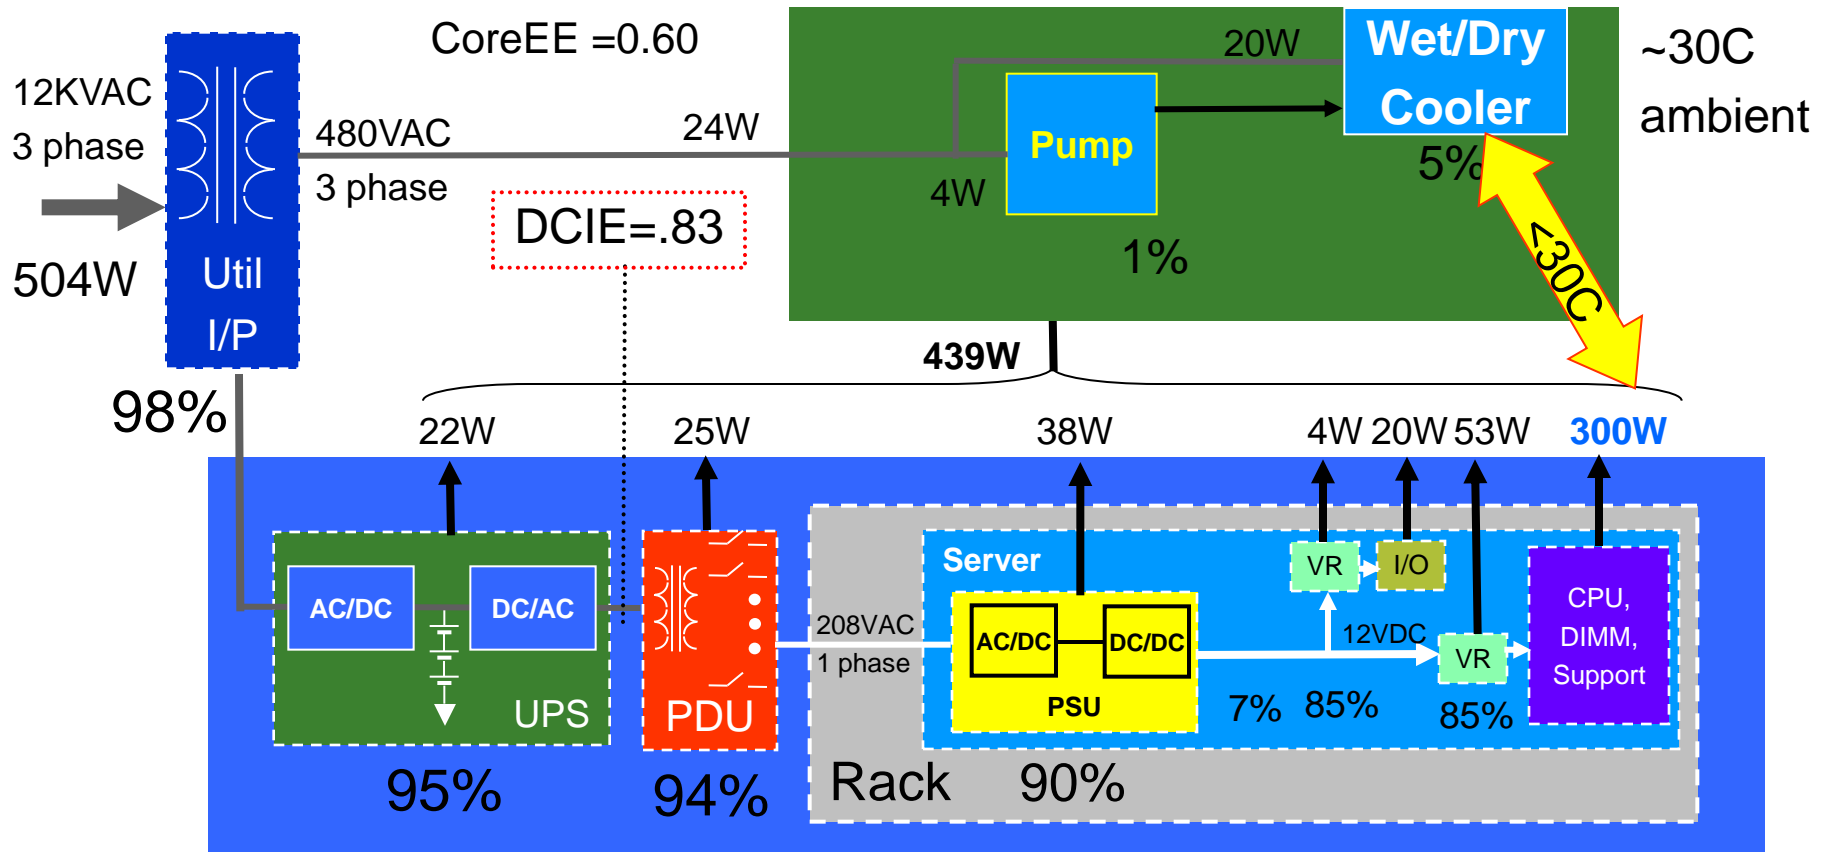 CoreEE =0.60
20W
Wet/Dry
Cooler
~30C
ambient
12KVAC
3 phase
504W
Util
I/P
98%
480VAC
3 phase
24W
4W
Pump
1%
5%
<30C
DCIE=.83
439W
22W
25W
38W
4W
20W
53W
300W
AC/DC
DC/AC
UPS
95%
PDU
94%
208VAC
1 phase
Server
AC/DC
DC/DC
PSU
90%
Rack
VR
I/O
12VDC
VR
7%
85%
85%
CPU,
DIMM,
Support